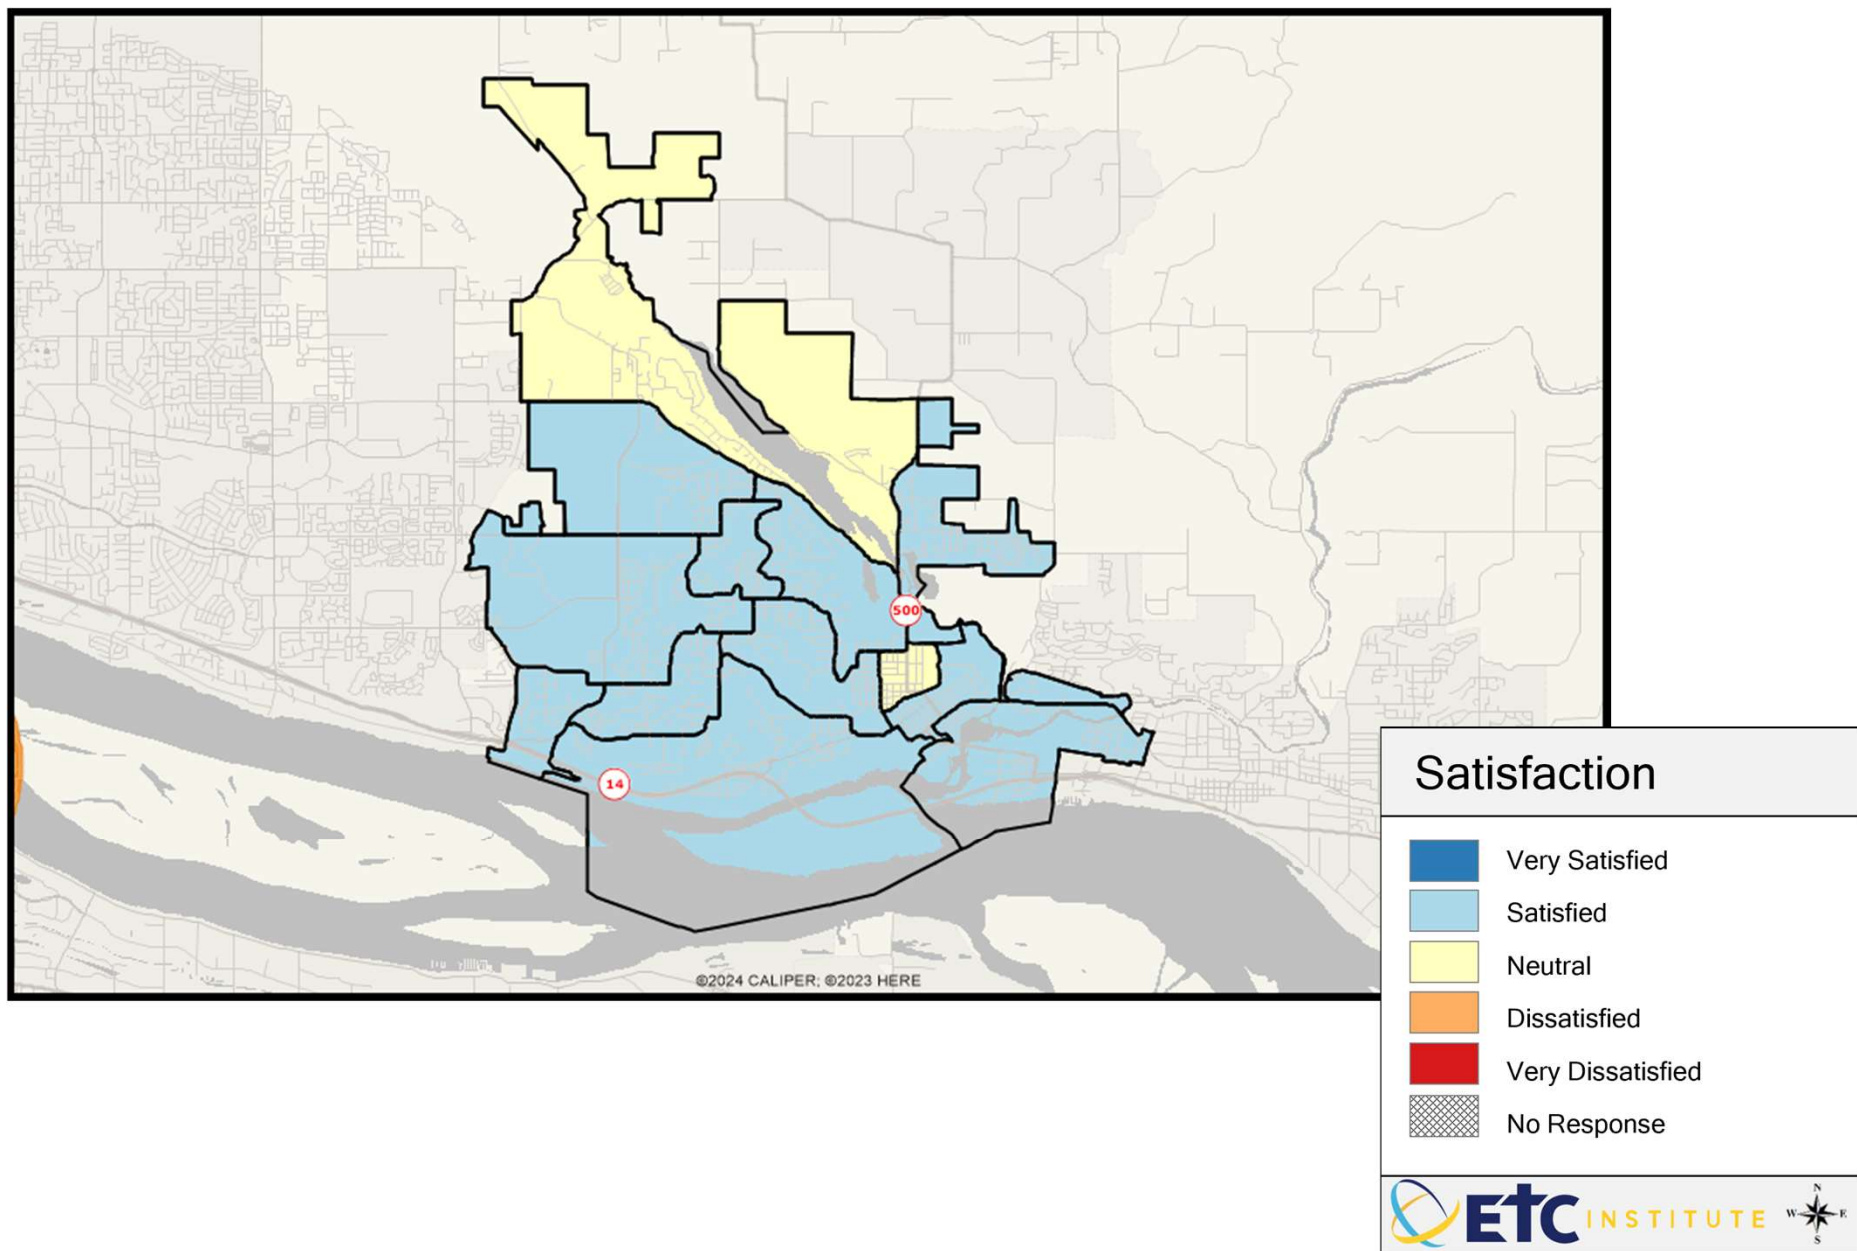 500
14
©2024 CALIPER; ©2023 HERE
Satisfaction
Very Satisfied
Satisfied
Neutral
Dissatisfied
Very Dissatisfied
No Response
ETC INSTITUTE
N
W E
S